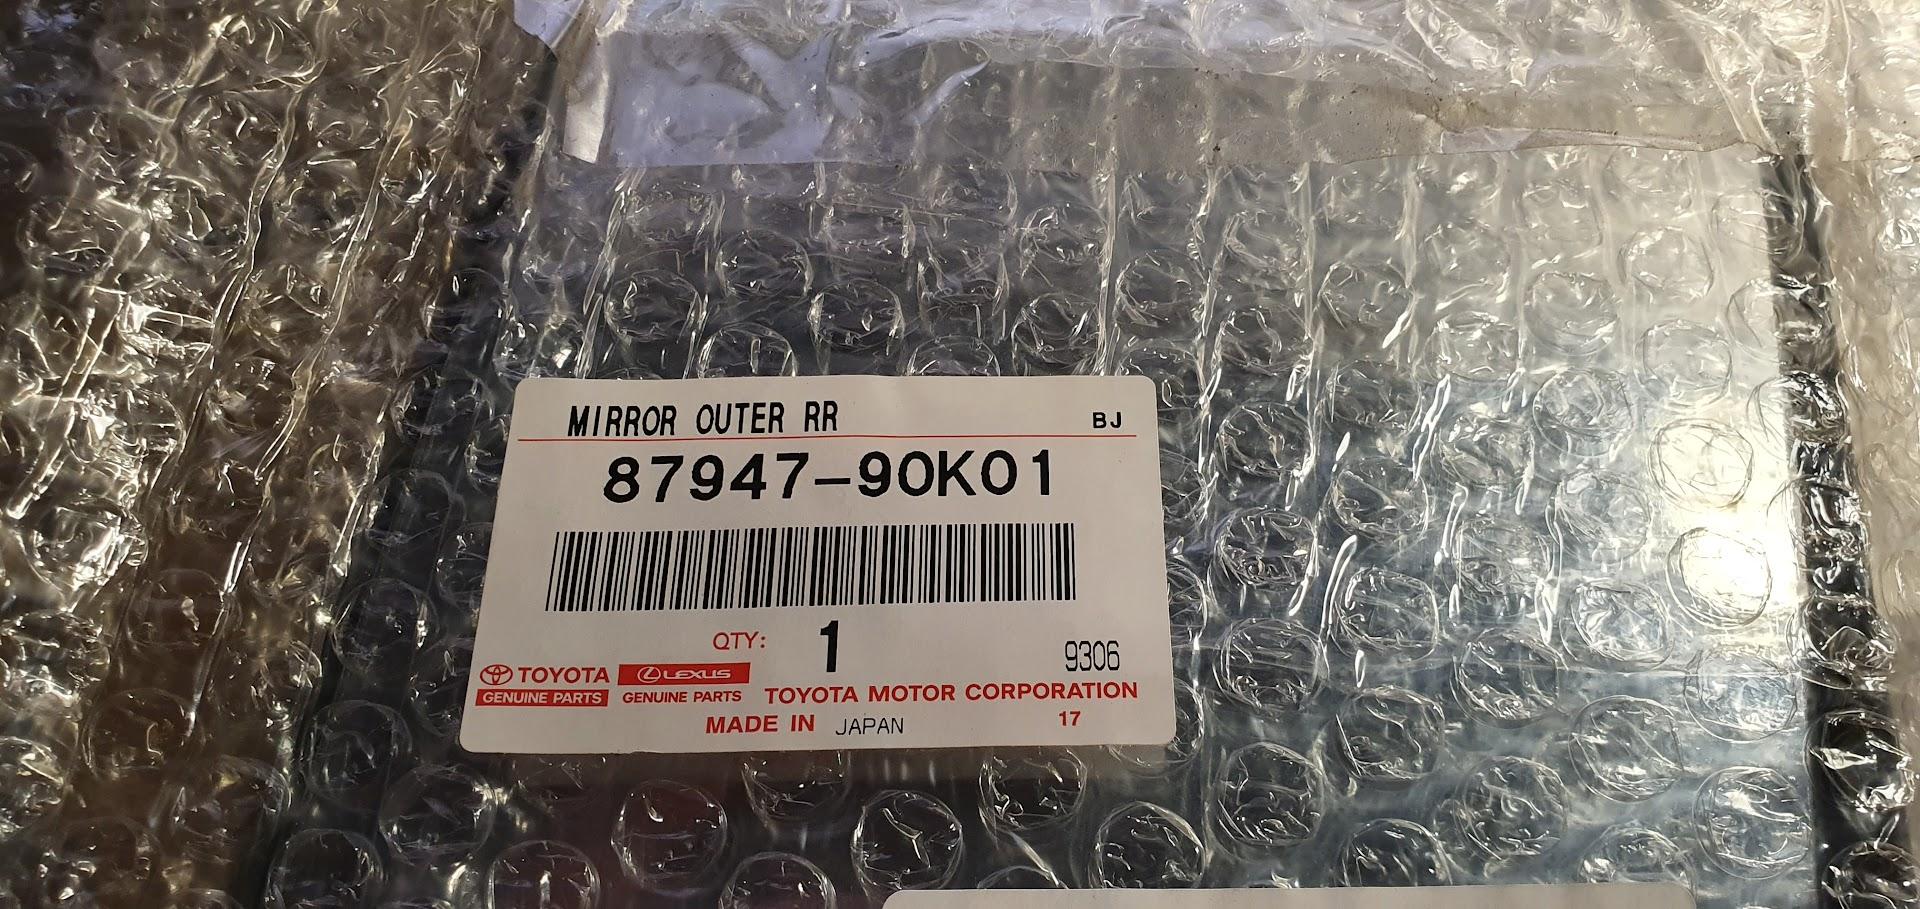 MIRROR OUTER RR BJ
87947-90K01
QTY: 1 9306
TOYOTA LEXUS
GENUINE PARTS GENUINE PARTS TOYOTA MOTOR CORPORATION
MADE IN JAPAN 17